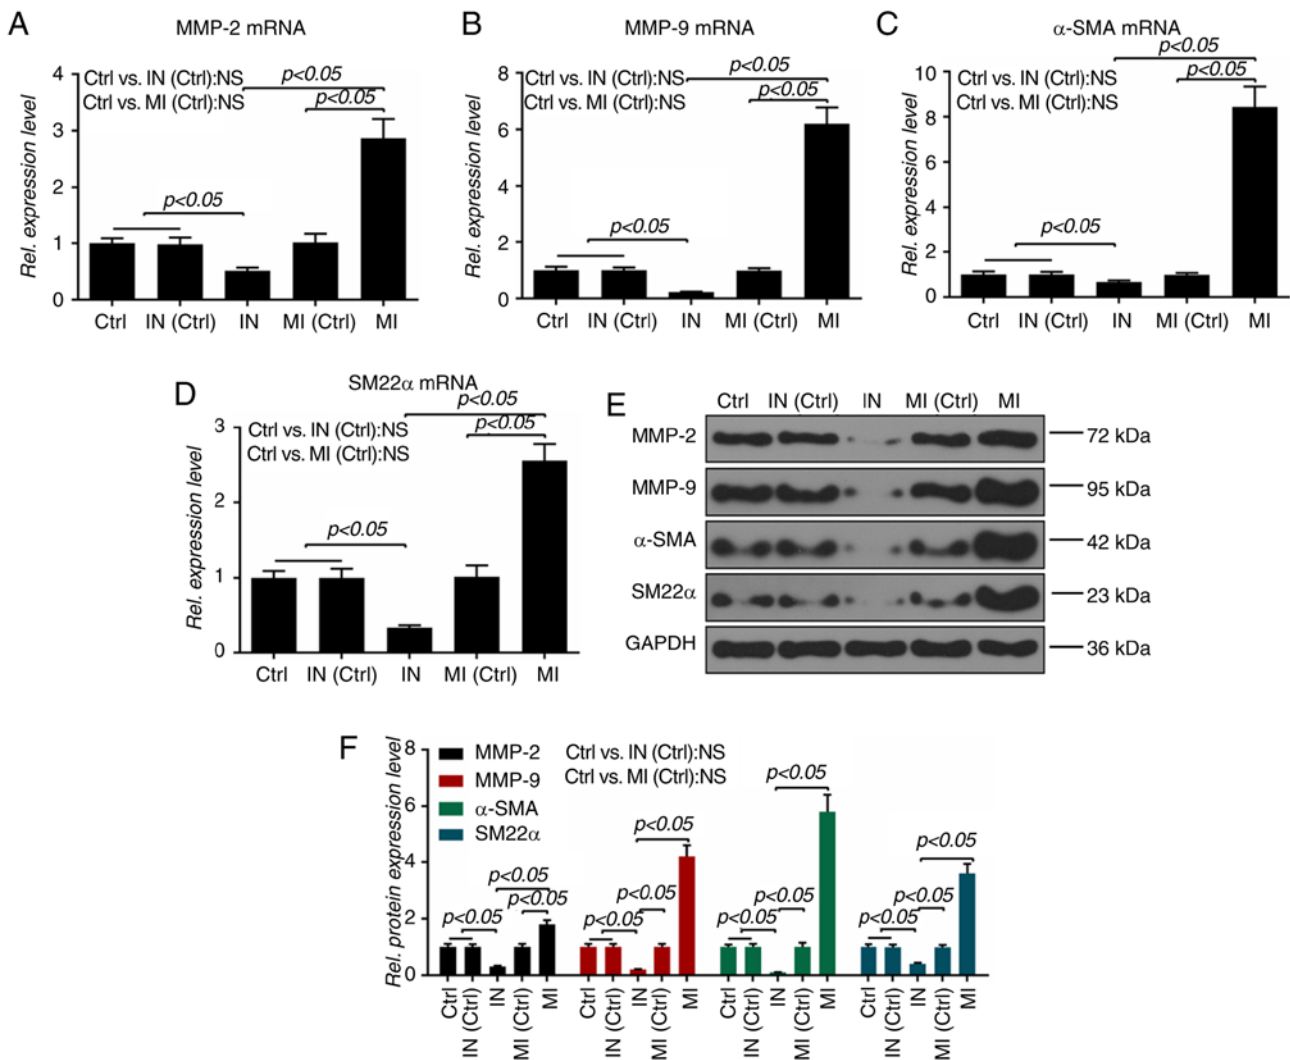 A
MMP-2 mRNA
Ctrl vs. IN (Ctrl):NS
Ctrl vs. MI (Ctrl):NS
p<0.05
p<0.05
p<0.05
Rel. expression level
4
3
2
1
0
Ctrl IN (Ctrl) IN MI (Ctrl) MI
B
MMP-9 mRNA
Ctrl vs. IN (Ctrl):NS
Ctrl vs. MI (Ctrl):NS
p<0.05
p<0.05
p<0.05
Rel. expression level
8
6
4
2
0
Ctrl IN (Ctrl) IN MI (Ctrl) MI
C
α-SMA mRNA
Ctrl vs. IN (Ctrl):NS
Ctrl vs. MI (Ctrl):NS
p<0.05
p<0.05
p<0.05
Rel. expression level
10
8
6
4
2
0
Ctrl IN (Ctrl) IN MI (Ctrl) MI
D
SM22α mRNA
Ctrl vs. IN (Ctrl):NS
Ctrl vs. MI (Ctrl):NS
p<0.05
p<0.05
p<0.05
Rel. expression level
3
2
1
0
Ctrl IN (Ctrl) IN MI (Ctrl) MI
E
Ctrl IN (Ctrl) IN MI (Ctrl) MI
MMP-2 72 kDa
MMP-9 95 kDa
α-SMA 42 kDa
SM22α 23 kDa
GAPDH 36 kDa
F
MMP-2
MMP-9
α-SMA
SM22α
Ctrl vs. IN (Ctrl):NS
Ctrl vs. MI (Ctrl):NS
Rel. protein expression level
8
6
4
2
0
p<0.05
p<0.05
p<0.05
p<0.05
p<0.05
p<0.05
p<0.05
p<0.05
p<0.05
p<0.05
p<0.05
p<0.05
Ctrl IN (Ctrl) IN MI (Ctrl) MI
Ctrl IN (Ctrl) IN MI (Ctrl) MI
Ctrl IN (Ctrl) IN MI (Ctrl) MI
Ctrl IN (Ctrl) IN MI (Ctrl) MI